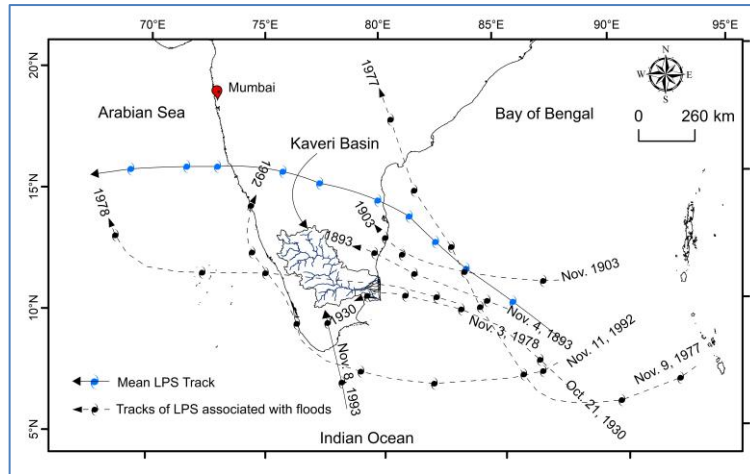 70°E 75°E 80°E 85°E 90°E 95°E
20°N
15°N
10°N
5°N
N
W E
S
0 260 km
Mumbai
Arabian Sea
Bay of Bengal
Kaveri Basin
1977
1992
1978
1903
1893
1930
Nov. 1903
Nov. 4, 1893
Nov. 3, 1978
Nov. 11, 1992
Nov. 9, 1977
Oct. 21, 1930
Nov. 8, 1993
Mean LPS Track
Tracks of LPS associated with floods
Indian Ocean